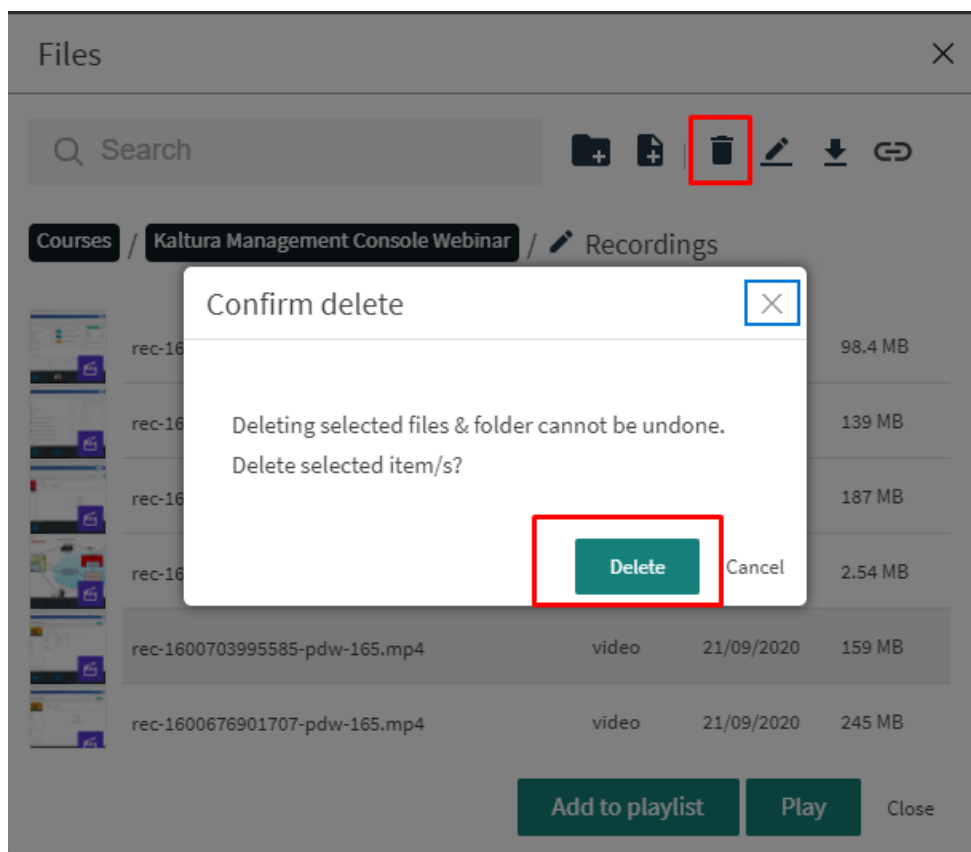 Files
Search
Courses / Kaltura Management Console Webinar / Recordings
Confirm delete
rec-16 98.4 MB
rec-16 139 MB
Deleting selected files & folder cannot be undone.
Delete selected item/s?
rec-16 187 MB
Delete Cancel
rec-16 2.54 MB
rec-1600703995585-pdw-165.mp4 video 21/09/2020 159 MB
rec-1600676901707-pdw-165.mp4 video 21/09/2020 245 MB
Add to playlist Play Close